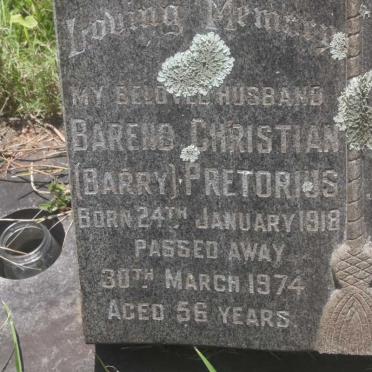 Loving Memory
MY BELOVED HUSBAND
BAREND CHRISTIAN
(BARRY) PRETORIUS
BORN 24TH JANUARY 1918
PASSED AWAY
30TH MARCH 1974
AGED 56 YEARS.